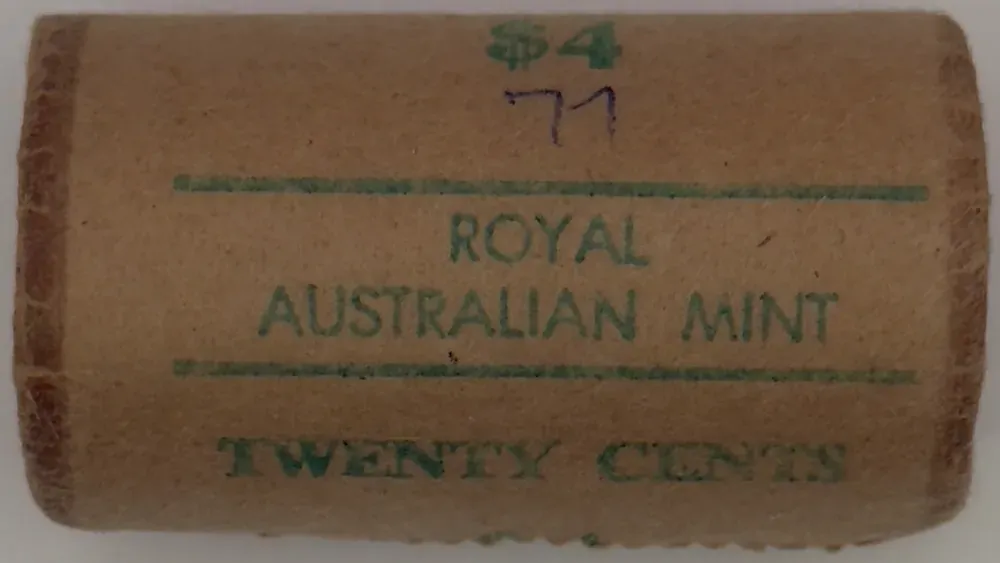 $4
71
ROYAL
AUSTRALIAN MINT
TWENTY CENTS